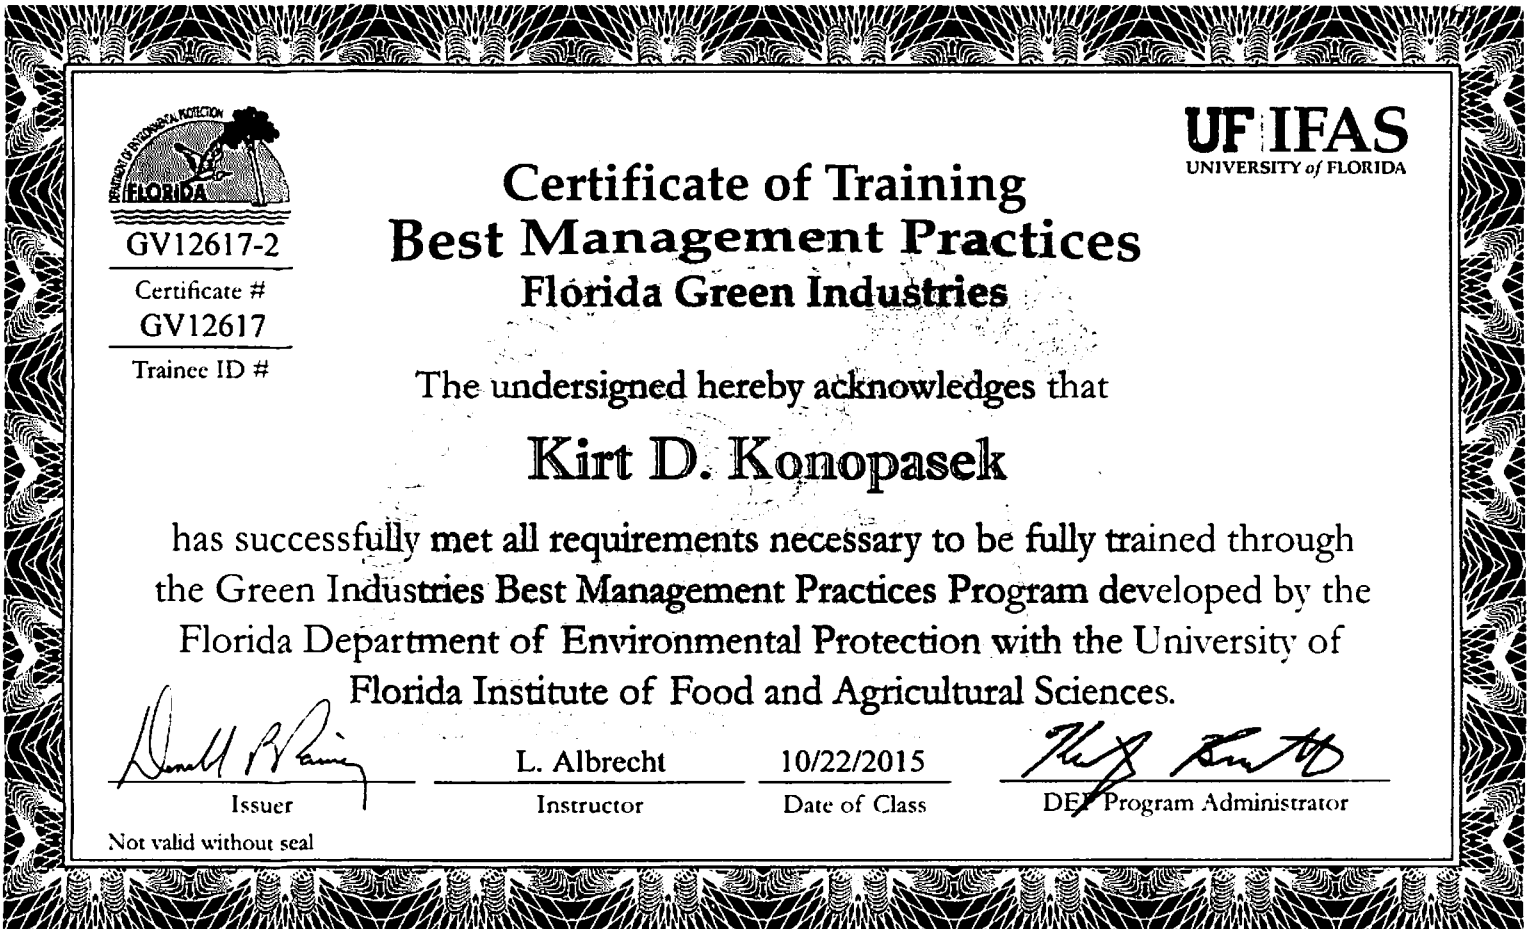 DEPARTMENT OF ENVIRONMENTAL PROTECTION
FLORIDA
GV12617-2
Certificate #
GV12617
Trainee ID #
UF IFAS
UNIVERSITY of FLORIDA
Certificate of Training
Best Management Practices
Florida Green Industries
The undersigned hereby acknowledges that
Kirt D. Konopasek
has successfully met all requirements necessary to be fully trained through
the Green Industries Best Management Practices Program developed by the
Florida Department of Environmental Protection with the University of
Florida Institute of Food and Agricultural Sciences.
L. Albrecht
10/22/2015
Issuer
Instructor
Date of Class
DEP Program Administrator
Not valid without seal